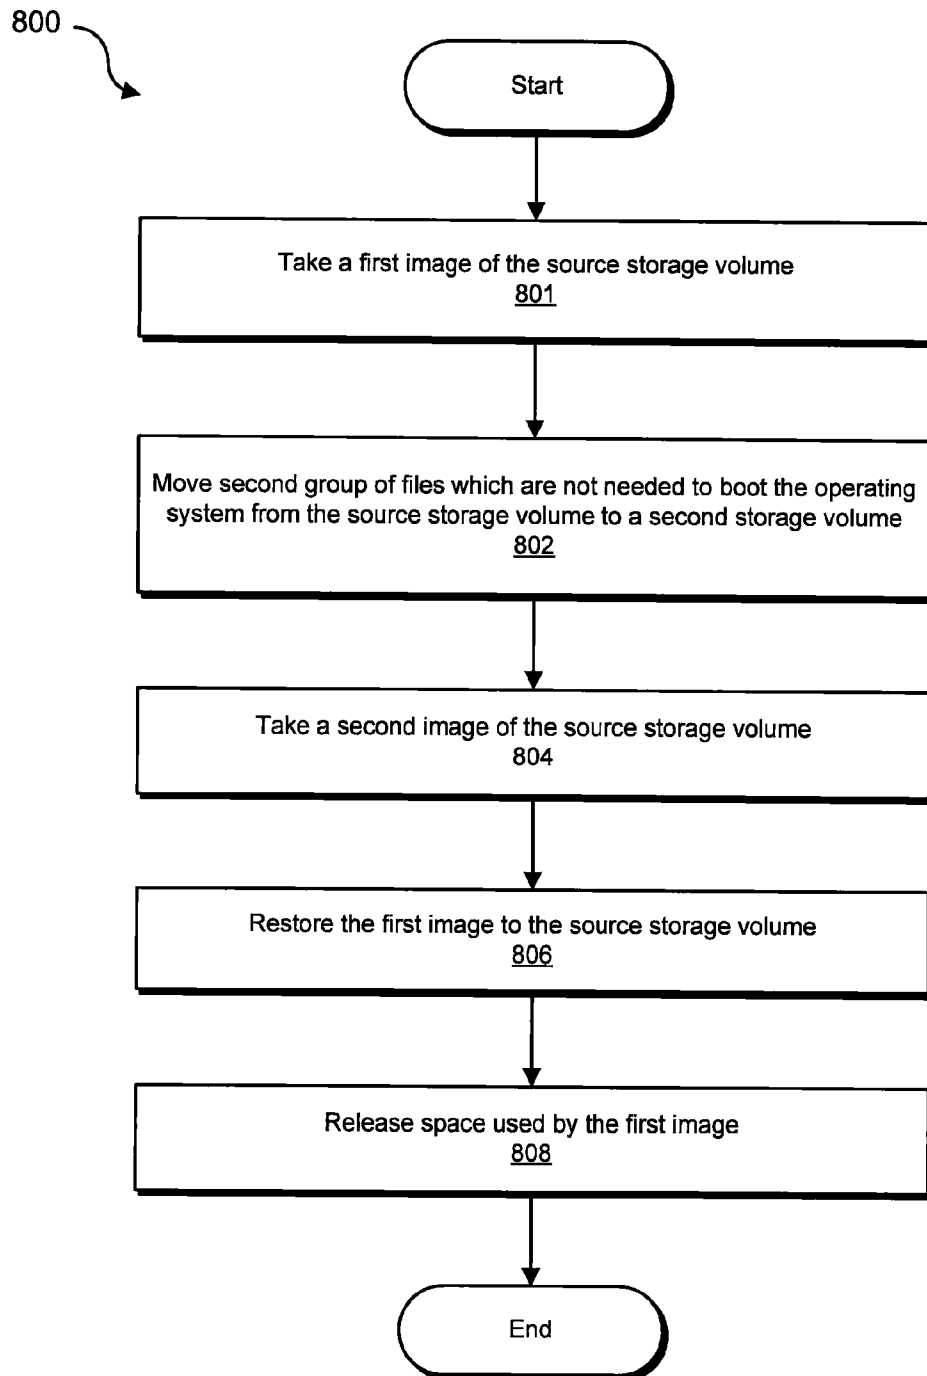 800
Start
Take a first image of the source storage volume
801
Move second group of files which are not needed to boot the operating
system from the source storage volume to a second storage volume
802
Take a second image of the source storage volume
804
Restore the first image to the source storage volume
806
Release space used by the first image
808
End